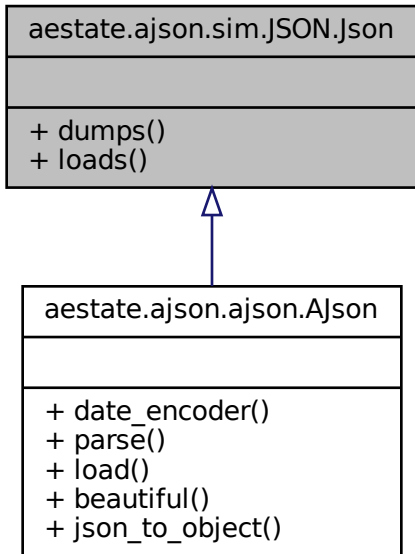 aestate.ajson.sim.JSON.Json
+ dumps()
+ loads()
aestate.ajson.ajson.AJson
+ date_encoder()
+ parse()
+ load()
+ beautiful()
+ json_to_object()